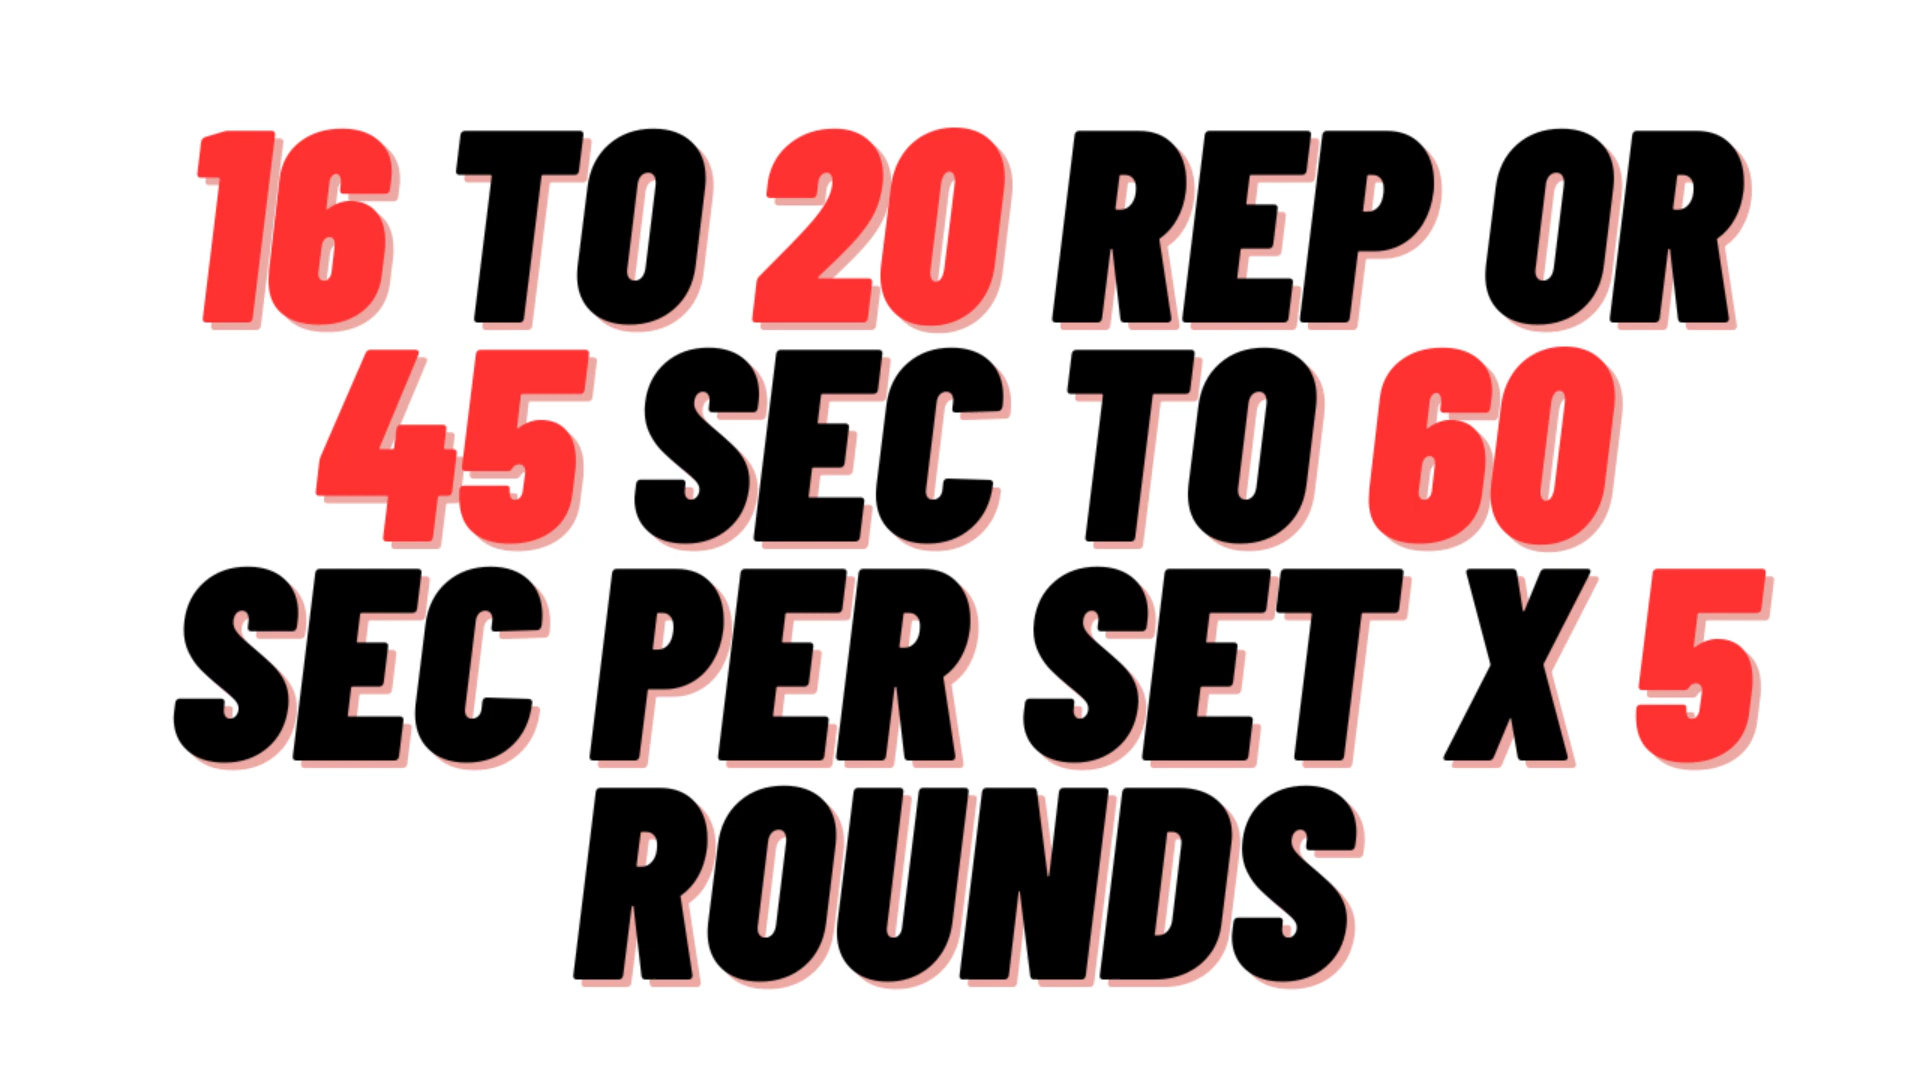 16 TO 20 REP OR
45 SEC TO 60
SEC PER SET X 5
ROUNDS